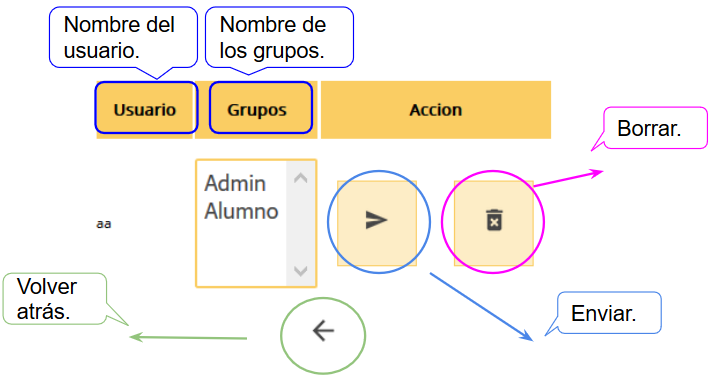 Nombre del
usuario.
Nombre de
los grupos.
Usuario
Grupos
Accion
Borrar.
Admin
Alumno
aa
Volver
atrás.
Enviar.